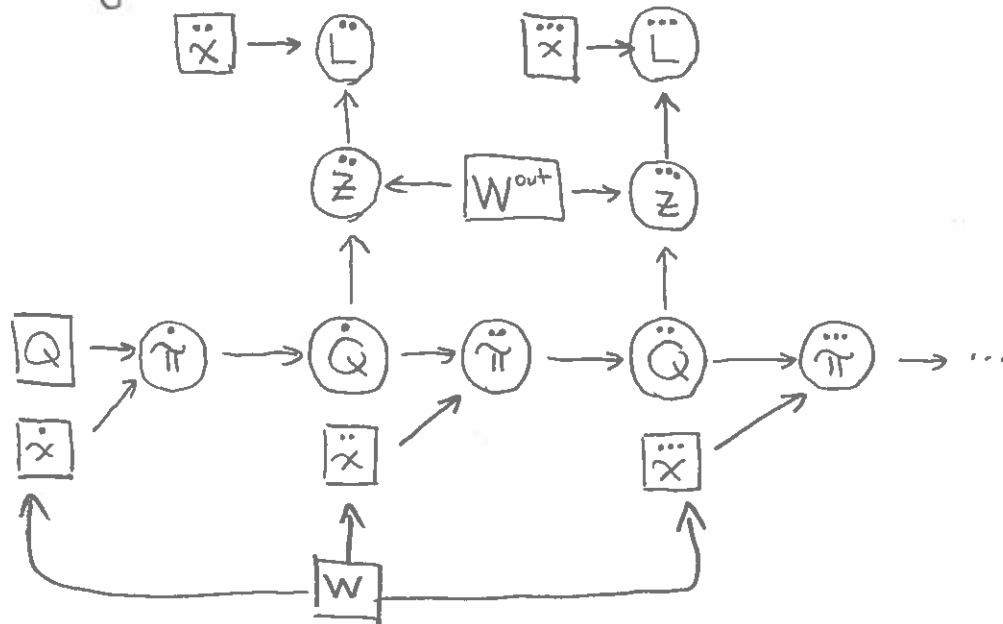 ẍ L̈ x⃛ L⃛
z̈ W^out z⃛
Q π̇ Q̇ π̈ Q̈ π⃛ ...
ẋ ẍ x⃛
W